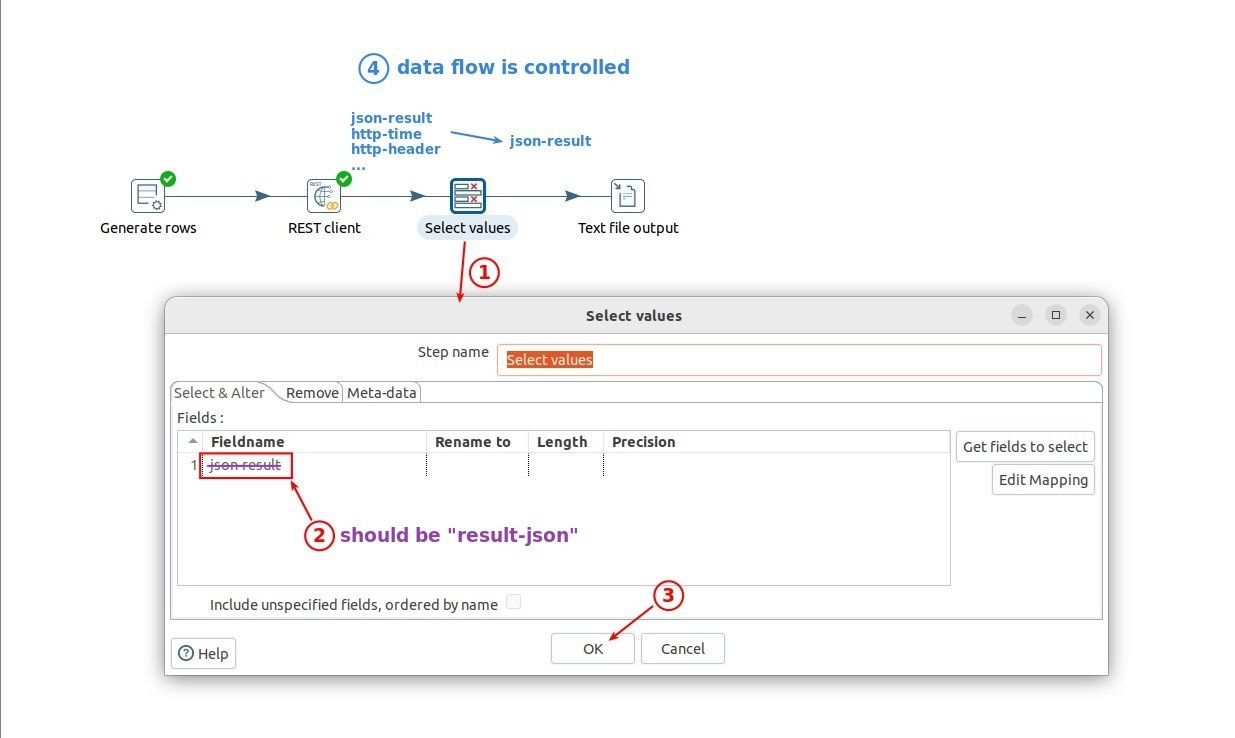 4 data flow is controlled
json-result
http-time
http-header
...
json-result
REST
Generate rows
REST client
Select values
Text file output
1
Select values
Step name
Select values
Select & Alter
Remove
Meta-data
Fields :
Fieldname
Rename to
Length
Precision
Get fields to select
1
json-result
Edit Mapping
2 should be "result-json"
3
Include unspecified fields, ordered by name
OK
Cancel
? Help